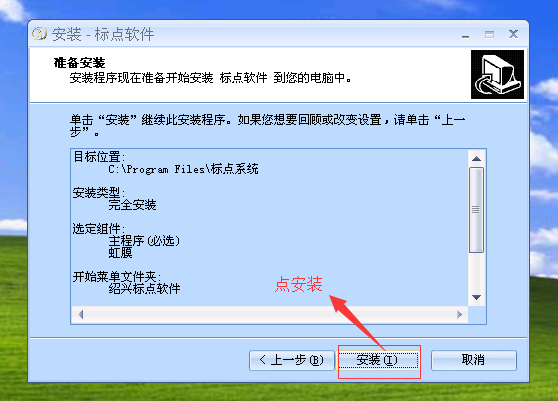 安装 - 标点软件
准备安装
安装程序现在准备开始安装 标点软件 到您的电脑中。
单击“安装”继续此安装程序。如果您想要回顾或改变设置，请单击“上一
步”。
目标位置:
C:\Program Files\标点系统
安装类型:
完全安装
选定组件:
主程序(必选)
虹膜
开始菜单文件夹:
绍兴标点软件
点安装
< 上一步(B)
安装(I)
取消